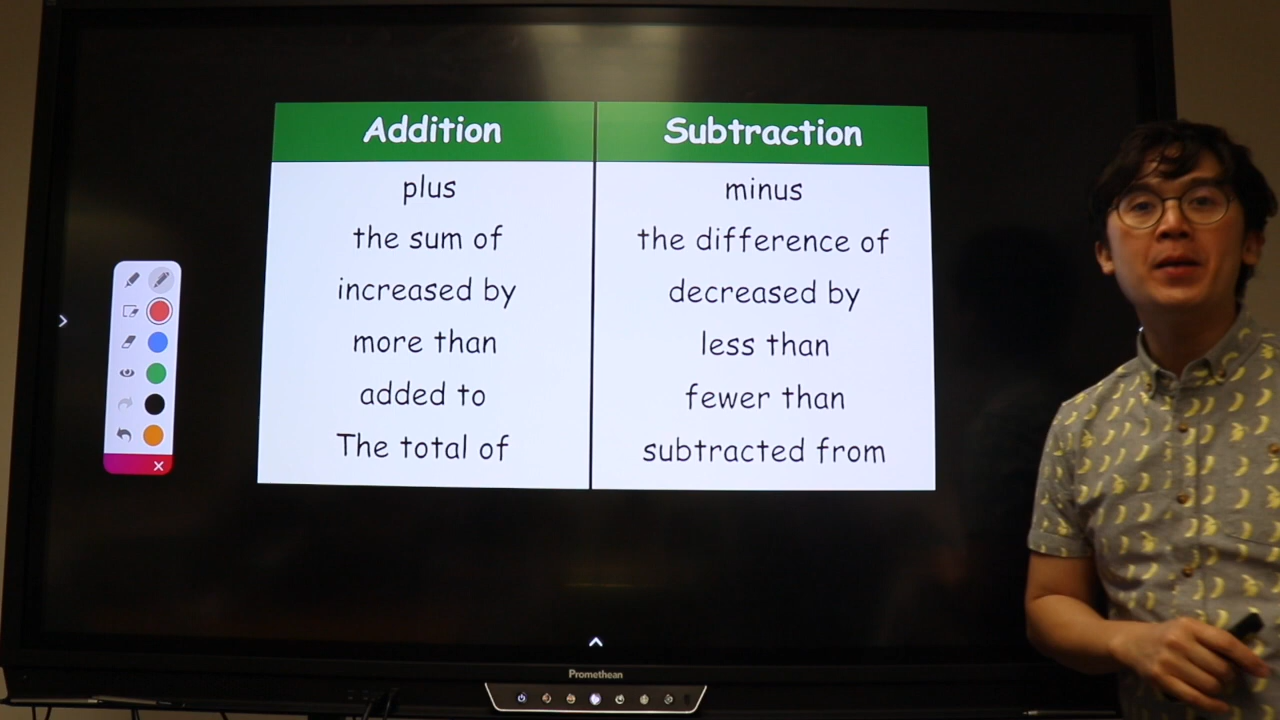 Addition Subtraction
plus minus
the sum of the difference of
increased by decreased by
more than less than
added to fewer than
The total of subtracted from
Promethean